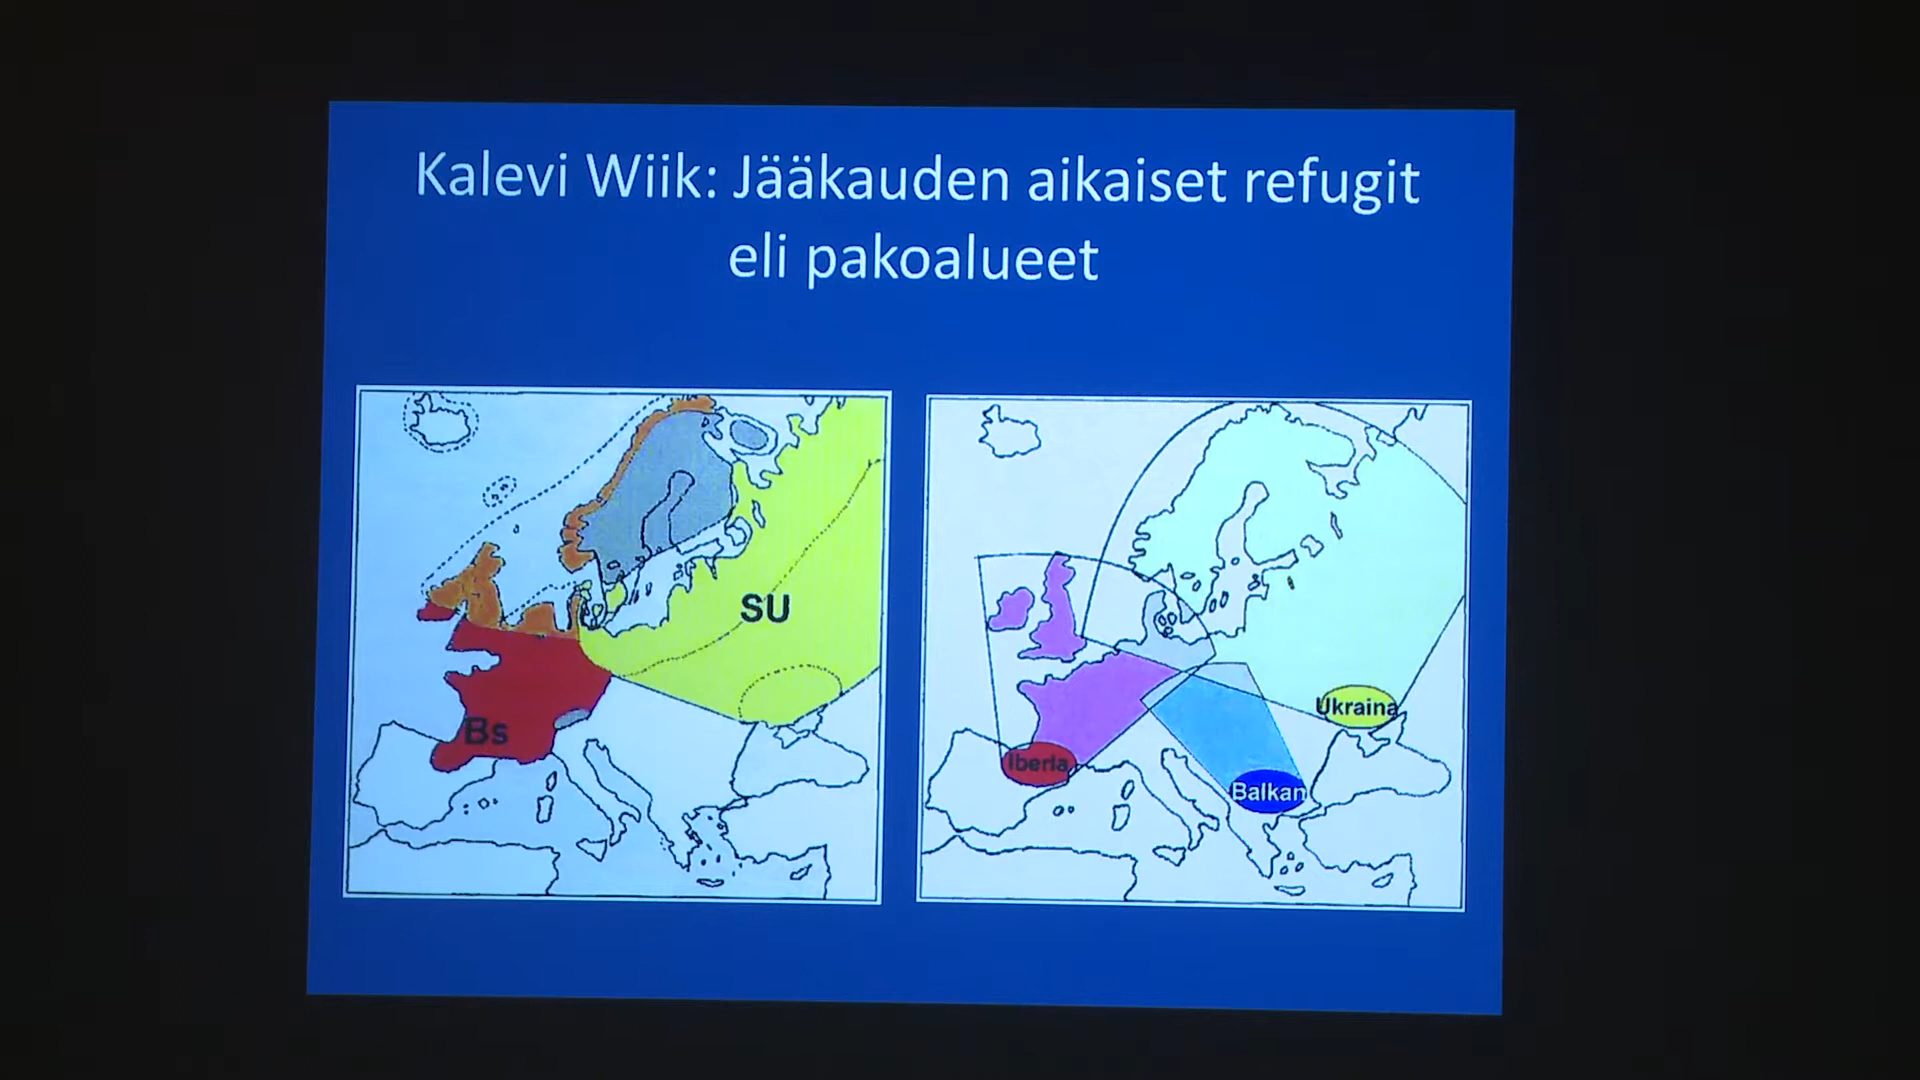 Kalevi Wiik: Jääkauden aikaiset refugit
eli pakoalueet
SU
Bs
Ukraina
Iberia
Balkan